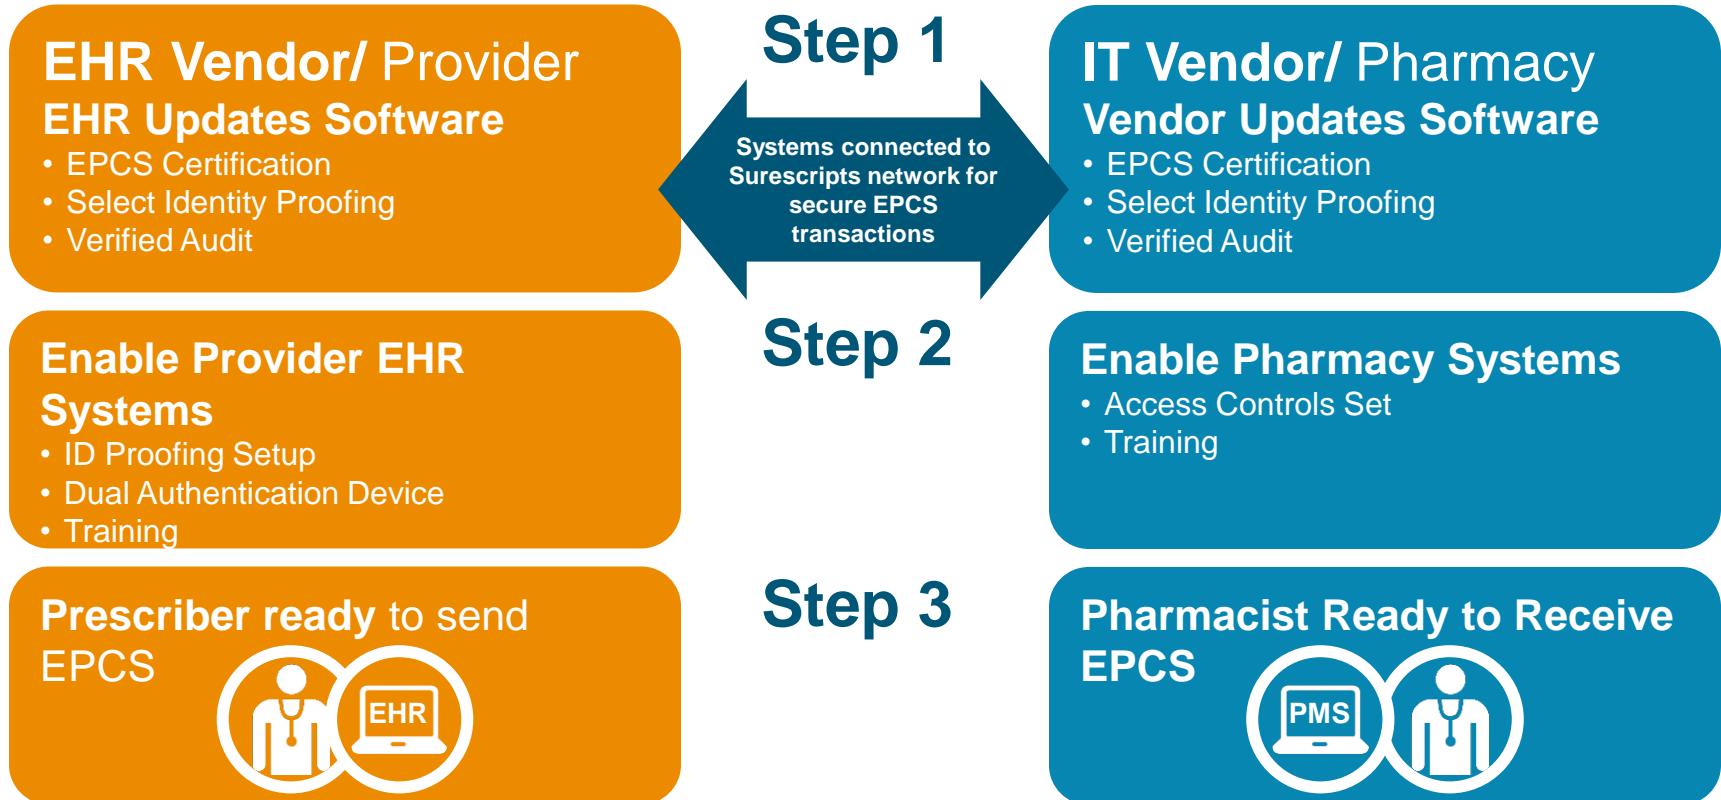 EHR Vendor/ Provider
EHR Updates Software
• EPCS Certification
• Select Identity Proofing
• Verified Audit
Step 1
Systems connected to
Surescripts network for
secure EPCS
transactions
IT Vendor/ Pharmacy
Vendor Updates Software
• EPCS Certification
• Select Identity Proofing
• Verified Audit
Enable Provider EHR
Systems
• ID Proofing Setup
• Dual Authentication Device
• Training
Step 2
Enable Pharmacy Systems
• Access Controls Set
• Training
Prescriber ready to send
EPCS
EHR
Step 3
Pharmacist Ready to Receive
EPCS
PMS